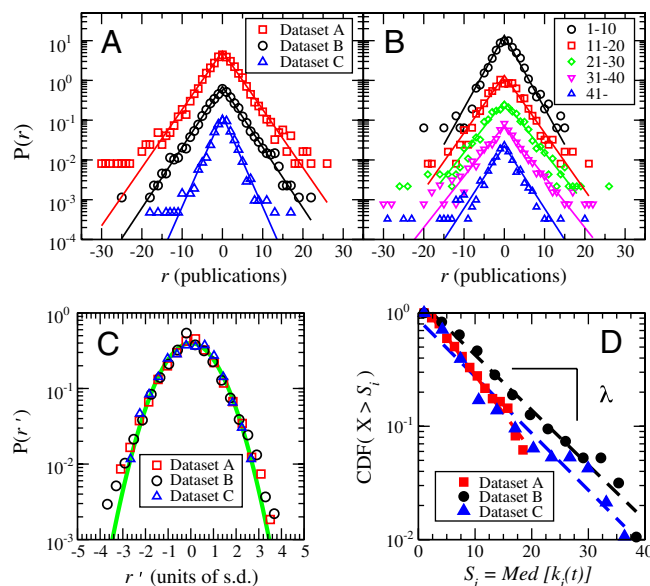 A
Dataset A
Dataset B
Dataset C
B
1-10
11-20
21-30
31-40
41-
P(r)
10^1
10^0
10^-1
10^-2
10^-3
10^-4
-30 -20 -10 0 10 20 30
-30 -20 -10 0 10 20 30
r (publications)
r (publications)
C
Dataset A
Dataset B
Dataset C
P(r')
10^0
10^-1
10^-2
10^-3
-5 -4 -3 -2 -1 0 1 2 3 4 5
r' (units of s.d.)
D
λ
Dataset A
Dataset B
Dataset C
CDF( X > S_i )
10^0
10^-1
10^-2
0 10 20 30 40
S_i = Med [k_i(t)]